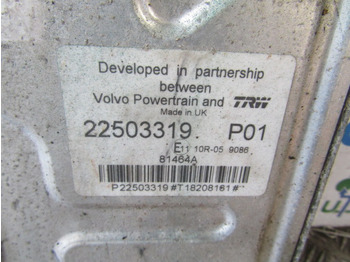 Developed in partnership
between
Volvo Powertrain and TRW
Made in UK
22503319. P01
E11 10R-05 9086
81464A
P22503319#T18208161#